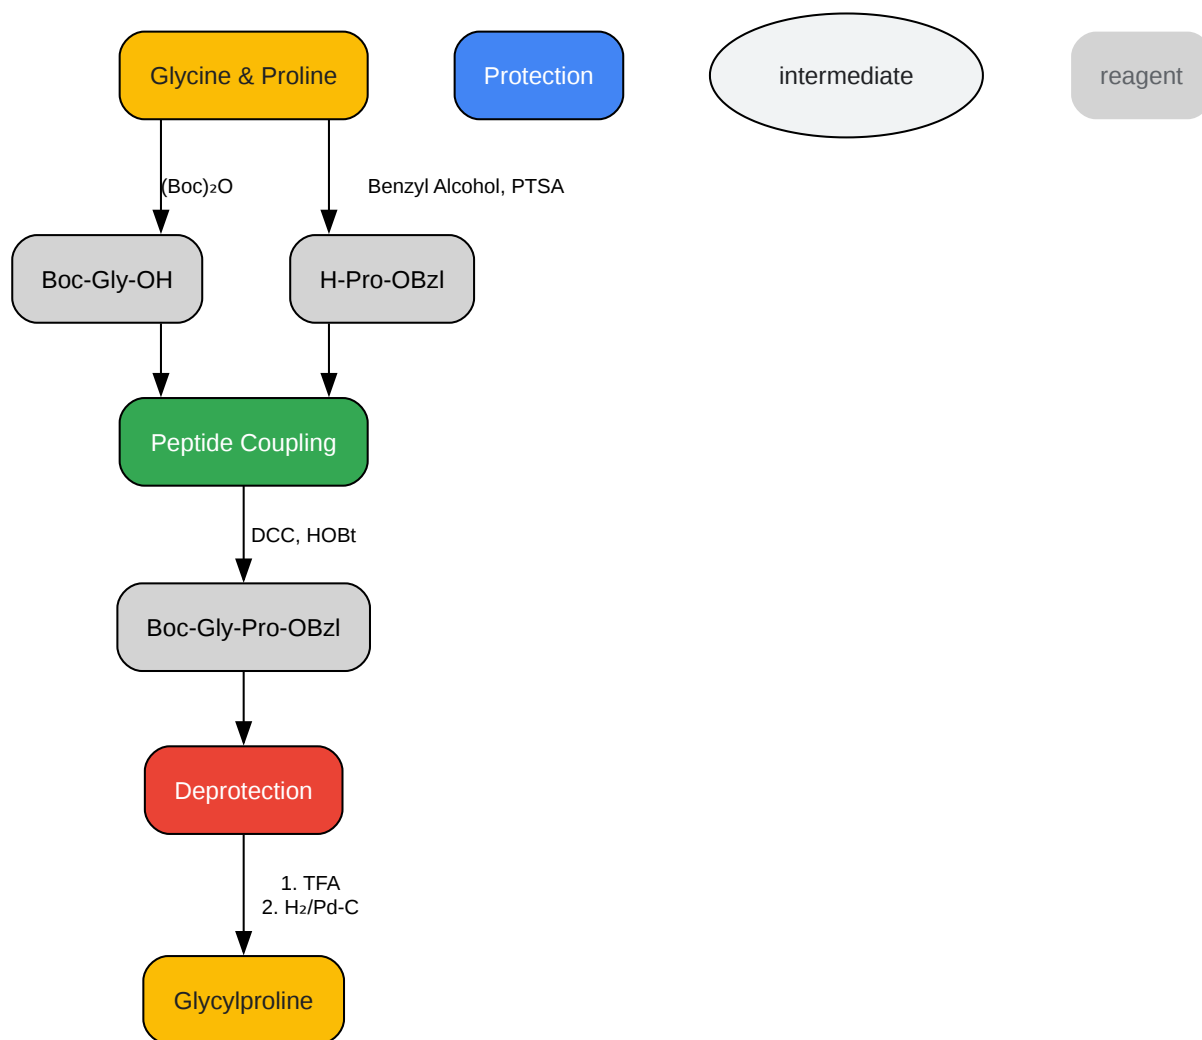 Glycine & Proline
Protection
intermediate
reagent
(Boc)₂O
Benzyl Alcohol, PTSA
Boc-Gly-OH
H-Pro-OBzl
Peptide Coupling
DCC, HOBt
Boc-Gly-Pro-OBzl
Deprotection
1. TFA
2. H₂/Pd-C
Glycylproline